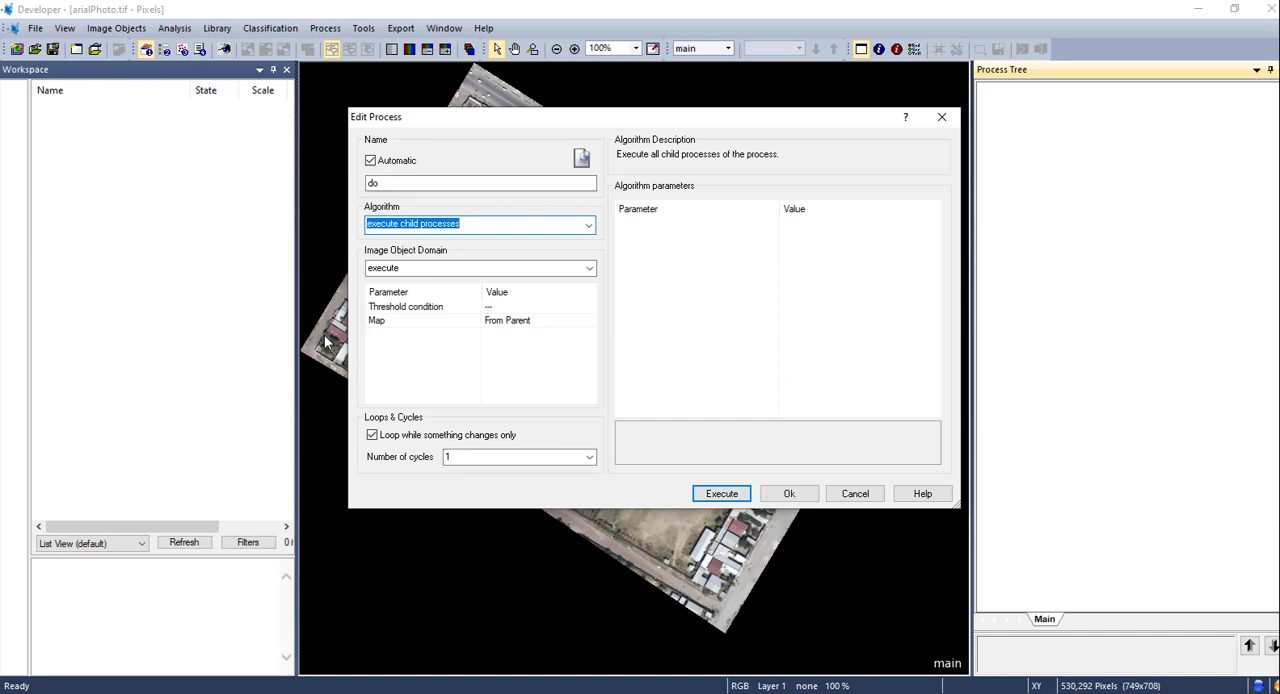 Developer - [arialPhoto.tif - Pixels]
File View Image Objects Analysis Library Classification Process Tools Export Window Help
100% main
Workspace
Process Tree
Name State Scale
Edit Process
?
Name
Automatic
do
Algorithm
execute child processes
Image Object Domain
execute
Parameter Value
Threshold condition ---
Map From Parent
Loops & Cycles
Loop while something changes only
Number of cycles 1
Algorithm Description
Execute all child processes of the process.
Algorithm parameters
Parameter Value
Execute Ok Cancel Help
List View (default) Refresh Filters 0
Main
main
Ready RGB Layer 1 none 100 % XY 530,292 Pixels (749x708)